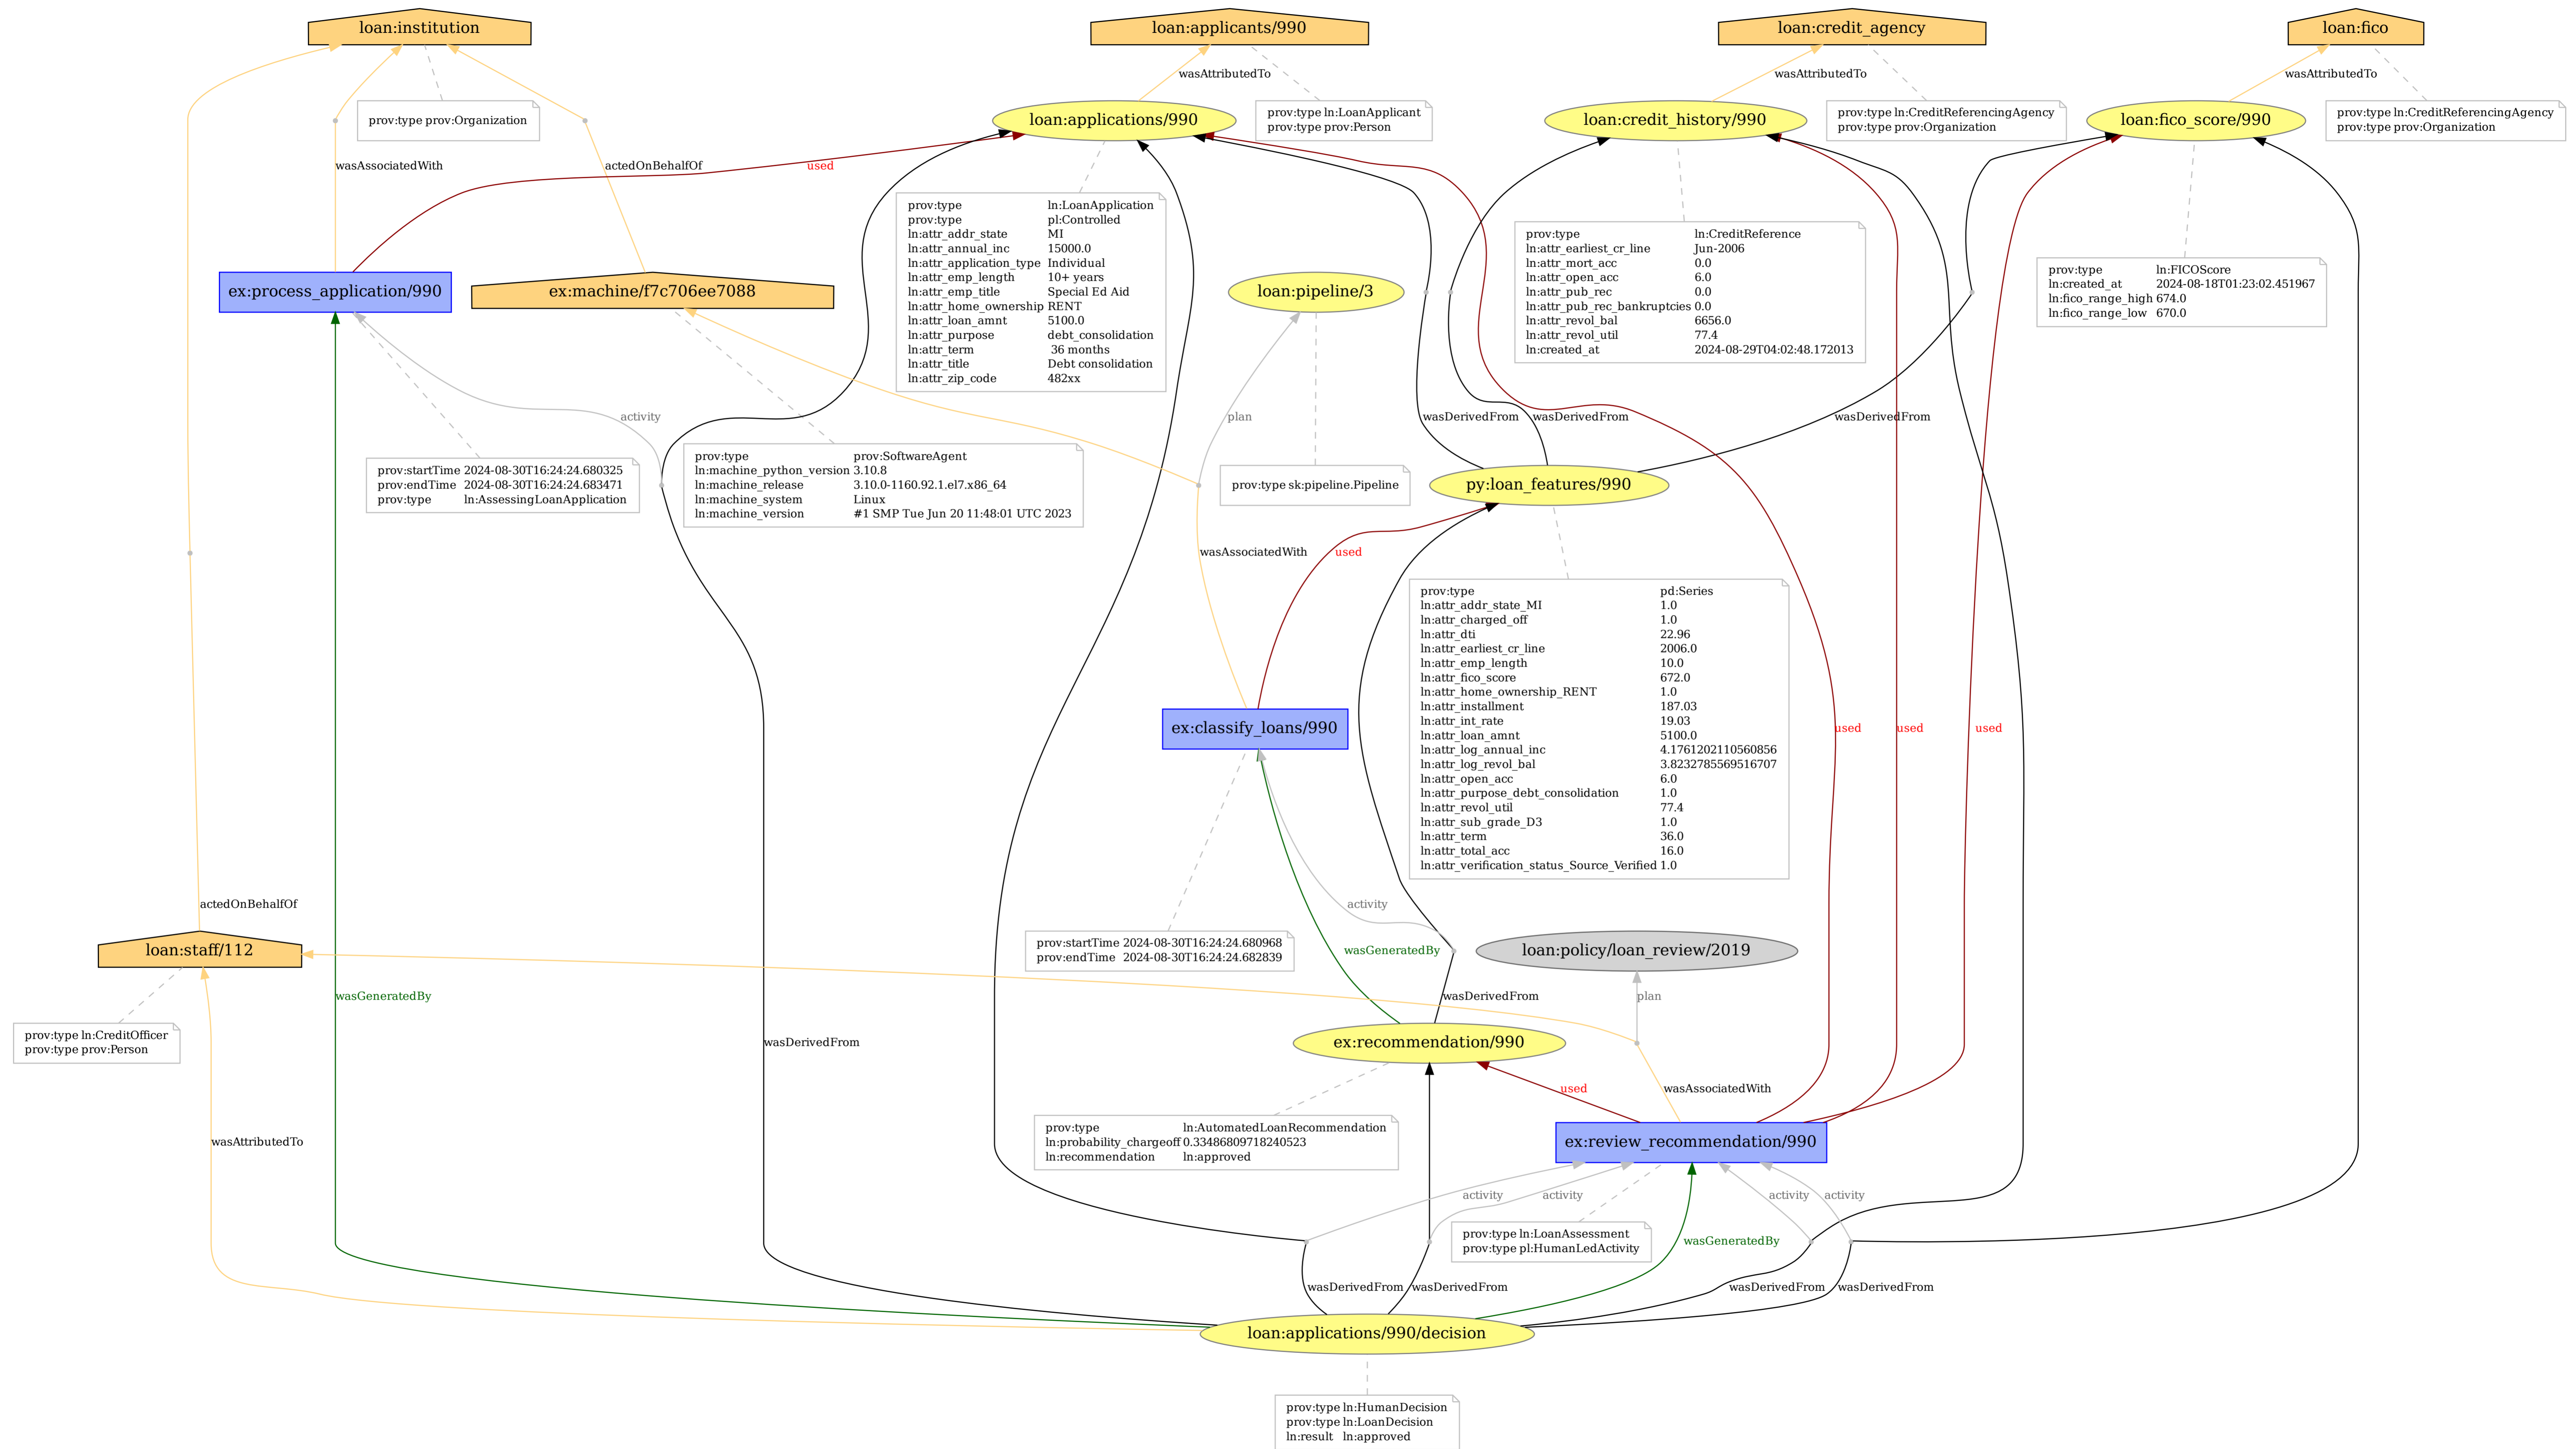 loan:institution
loan:applicants/990
loan:credit_agency
loan:fico
wasAttributedTo
wasAttributedTo
wasAttributedTo
prov:type prov:Organization
loan:applications/990
prov:type ln:LoanApplicant
prov:type prov:Person
loan:credit_history/990
prov:type ln:CreditReferencingAgency
prov:type prov:Organization
loan:fico_score/990
prov:type ln:CreditReferencingAgency
prov:type prov:Organization
wasAssociatedWith
actedOnBehalfOf
used
prov:type ln:LoanApplication
prov:type pl:Controlled
ln:attr_addr_state MI
ln:attr_annual_inc 15000.0
ln:attr_application_type Individual
ln:attr_emp_length 10+ years
ln:attr_emp_title Special Ed Aid
ln:attr_home_ownership RENT
ln:attr_loan_amnt 5100.0
ln:attr_purpose debt_consolidation
ln:attr_term 36 months
ln:attr_title Debt consolidation
ln:attr_zip_code 482xx
prov:type ln:CreditReference
ln:attr_earliest_cr_line Jun-2006
ln:attr_mort_acc 0.0
ln:attr_open_acc 6.0
ln:attr_pub_rec 0.0
ln:attr_pub_rec_bankruptcies 0.0
ln:attr_revol_bal 6656.0
ln:attr_revol_util 77.4
ln:created_at 2024-08-29T04:02:48.172013
prov:type ln:FICOScore
ln:created_at 2024-08-18T01:23:02.451967
ln:fico_range_high 674.0
ln:fico_range_low 670.0
ex:process_application/990
ex:machine/f7c706ee7088
loan:pipeline/3
activity
plan
wasDerivedFrom
wasDerivedFrom
wasDerivedFrom
prov:startTime 2024-08-30T16:24:24.680325
prov:endTime 2024-08-30T16:24:24.683471
prov:type ln:AssessingLoanApplication
prov:type prov:SoftwareAgent
ln:machine_python_version 3.10.8
ln:machine_release 3.10.0-1160.92.1.el7.x86_64
ln:machine_system Linux
ln:machine_version #1 SMP Tue Jun 20 11:48:01 UTC 2023
prov:type sk:pipeline.Pipeline
py:loan_features/990
wasAssociatedWith
used
prov:type pd:Series
ln:attr_addr_state_MI 1.0
ln:attr_charged_off 1.0
ln:attr_dti 22.96
ln:attr_earliest_cr_line 2006.0
ln:attr_emp_length 10.0
ln:attr_fico_score 672.0
ln:attr_home_ownership_RENT 1.0
ln:attr_installment 187.03
ln:attr_int_rate 19.03
ln:attr_loan_amnt 5100.0
ln:attr_log_annual_inc 4.1761202110560856
ln:attr_log_revol_bal 3.8232785569516707
ln:attr_open_acc 6.0
ln:attr_purpose_debt_consolidation 1.0
ln:attr_revol_util 77.4
ln:attr_sub_grade_D3 1.0
ln:attr_term 36.0
ln:attr_total_acc 16.0
ln:attr_verification_status_Source_Verified 1.0
ex:classify_loans/990
used
used
used
actedOnBehalfOf
activity
loan:staff/112
prov:startTime 2024-08-30T16:24:24.680968
prov:endTime 2024-08-30T16:24:24.682839
wasGeneratedBy
loan:policy/loan_review/2019
wasGeneratedBy
wasDerivedFrom
plan
prov:type ln:CreditOfficer
prov:type prov:Person
wasDerivedFrom
ex:recommendation/990
used
wasAssociatedWith
wasAttributedTo
prov:type ln:AutomatedLoanRecommendation
ln:probability_chargeoff 0.33486809718240523
ln:recommendation ln:approved
ex:review_recommendation/990
activity
activity
activity
activity
prov:type ln:LoanAssessment
prov:type pl:HumanLedActivity
wasGeneratedBy
wasDerivedFrom
wasDerivedFrom
wasDerivedFrom
wasDerivedFrom
loan:applications/990/decision
prov:type ln:HumanDecision
prov:type ln:LoanDecision
ln:result ln:approved